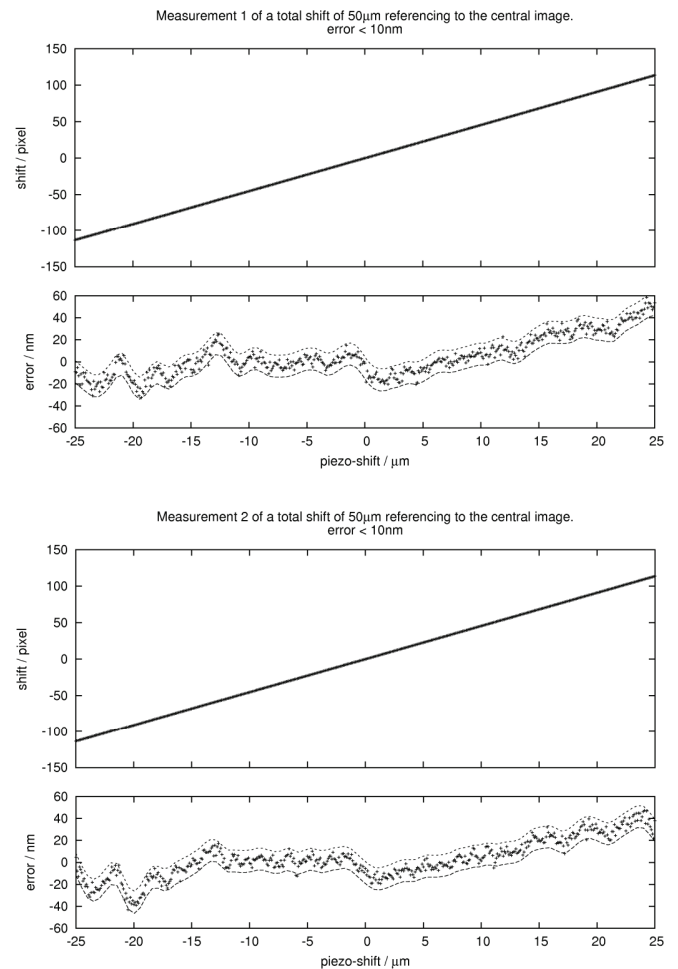 Measurement 1 of a total shift of 50μm referencing to the central image.
error < 10nm
150
100
50
0
-50
-100
-150
shift / pixel
60
40
20
0
-20
-40
-60
error / nm
-25 -20 -15 -10 -5 0 5 10 15 20 25
piezo-shift / μm
Measurement 2 of a total shift of 50μm referencing to the central image.
error < 10nm
150
100
50
0
-50
-100
-150
shift / pixel
60
40
20
0
-20
-40
-60
error / nm
-25 -20 -15 -10 -5 0 5 10 15 20 25
piezo-shift / μm